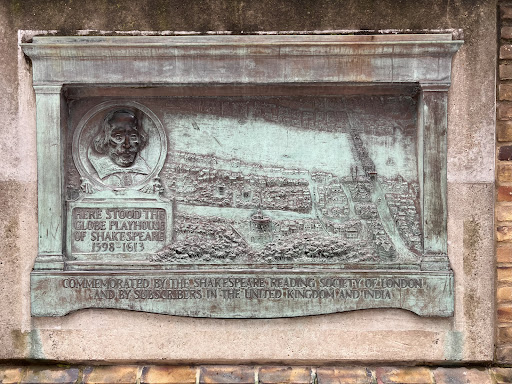 HERE STOOD THE
GLOBE PLAYHOUSE
OF SHAKESPEARE
1598-1613
COMMEMORATED BY THE SHAKESPEARE READING SOCIETY OF LONDON
AND BY SUBSCRIBERS IN THE UNITED KINGDOM AND INDIA